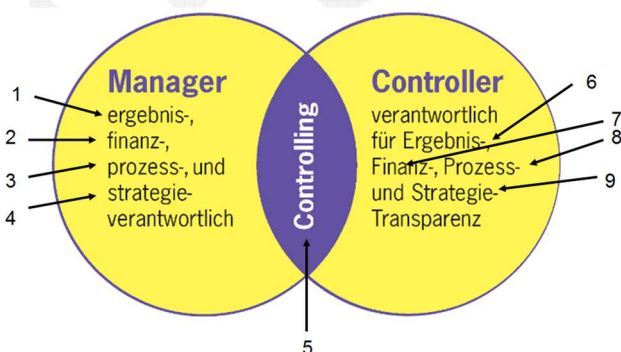 Manager
1
ergebnis-,
2
finanz-,
3
prozess-, und
4
strategie-
verantwortlich
Controlling
5
Controller
verantwortlich
für Ergebnis-,
6
Finanz-, Prozess-
7
8
und Strategie-
9
Transparenz